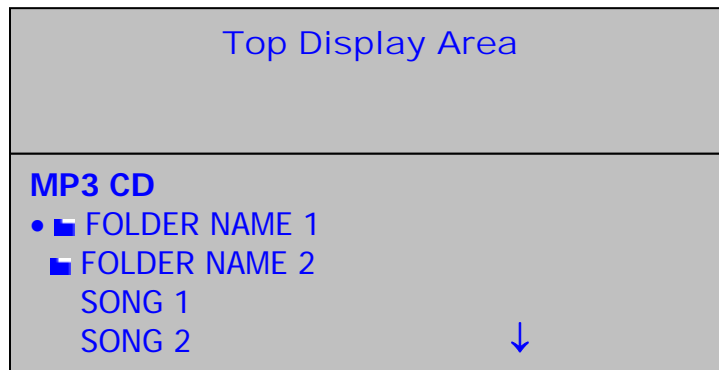 Top Display Area
MP3 CD
• FOLDER NAME 1
FOLDER NAME 2
SONG 1
SONG 2 ↓